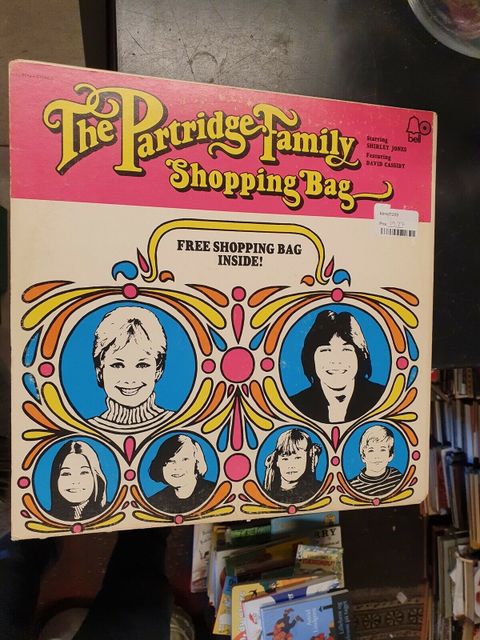 The Partridge Family
Shopping Bag
Starring
SHIRLEY JONES
Featuring
DAVID CASSIDY
bell
FREE SHOPPING BAG
INSIDE!